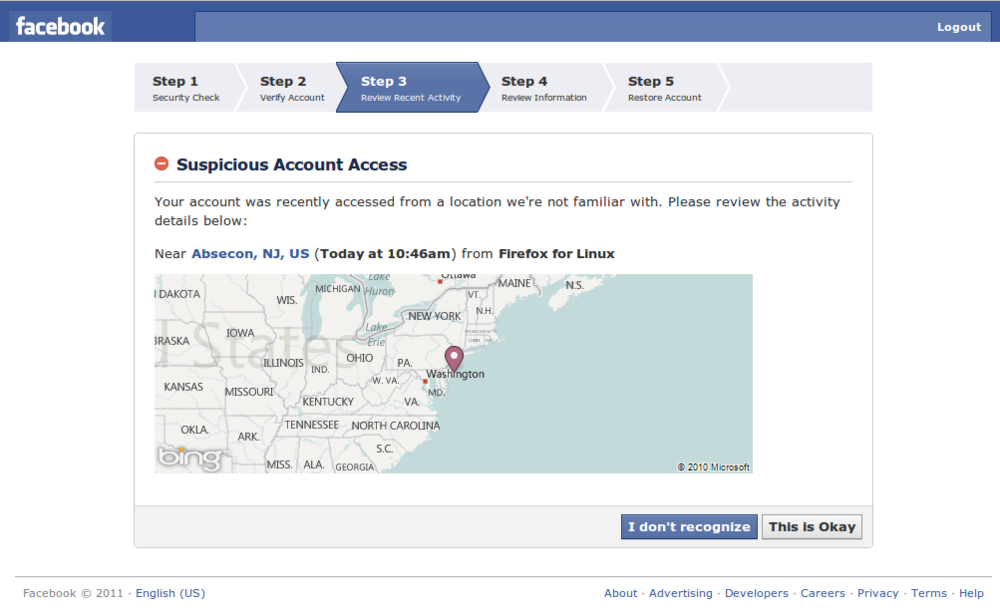 facebook
Logout
Step 1
Security Check
Step 2
Verify Account
Step 3
Review Recent Activity
Step 4
Review Information
Step 5
Restore Account
Suspicious Account Access
Your account was recently accessed from a location we're not familiar with. Please review the activity
details below:
Near Absecon, NJ, US (Today at 10:46am) from Firefox for Linux
Lake
Huron
Ottawa
MAINE
N.S.
MICHIGAN
DAKOTA
WIS.
VT.
N.H.
NEW YORK
Lake
Erie
IOWA
d States
ILLINOIS
IND.
OHIO
PA.
Washington
KANSAS
MISSOURI
W. VA.
MD.
KENTUCKY
VA.
OKLA.
ARK.
TENNESSEE
NORTH CAROLINA
S.C.
MISS.
ALA.
GEORGIA
bing
© 2010 Microsoft
I don't recognize
This is Okay
Facebook © 2011 · English (US)
About · Advertising · Developers · Careers · Privacy · Terms · Help